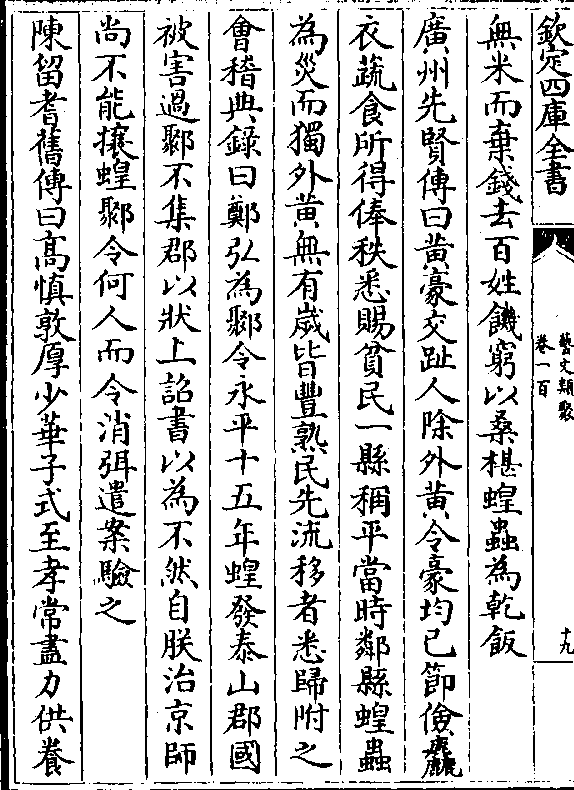 欽定四庫全書
藝文類聚
卷一百
十九
無米而棄錢去百姓饑窮以桑椹蝗蟲為乾飯
廣州先賢傳曰黃豪交趾人除外黃令豪均己節儉麤
衣蔬食所得俸秩悉賜貧民一縣稱平當時鄰縣蝗蟲
為災而獨外黃無有歲皆豐熟民先流移者悉歸附之
會稽典錄曰鄭弘為鄒令永平十五年蝗發泰山郡國
被害過鄒不集郡以狀上詔書以為不然自朕治京師
尚不能攘蝗鄒令何人而令消弭遣案驗之
陳留耆舊傳曰高慎敦厚少華子式至孝常盡力供養